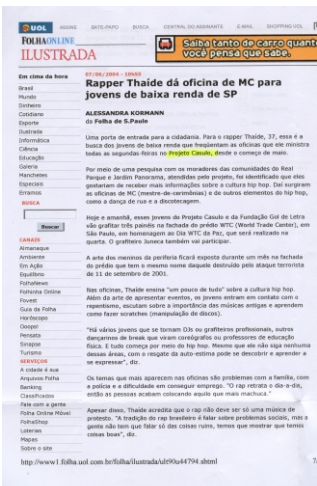 UOL ASSINE BATE-PAPO BUSCA CENTRAL DO ASSINANTE E-MAIL SHOPPING UOL
FOLHAONLINE
ILUSTRADA
Saiba tanto de carro quant
você pensa que sabe.
Em cima da hora
Brasil
Mundo
Dinheiro
Cotidiano
Esporte
Ilustrada
Informática
Ciência
Educação
Galeria
Manchetes
Especiais
Erramos
BUSCA
Buscar
CANAIS
Almanaque
Ambiente
Em Ação
Equilíbrio
FolhaNews
Folhinha Online
Fovest
Guia da Folha
Horóscopo
Ooops!
Pensata
Sinapse
Turismo
SERVIÇOS
A cidade é sua
Arquivos Folha
Banking
Classificados
Fale com a gente
Folha Online Móvel
FolhaShop
Loterias
Mapas
Sobre o site
07/06/2004 - 10h05
Rapper Thaíde dá oficina de MC para
jovens de baixa renda de SP
ALESSANDRA KORMANN
da Folha de S.Paulo
Uma porta de entrada para a cidadania. Para o rapper Thaíde, 37, essa é a
busca dos jovens de baixa renda que freqüentam as oficinas que ele ministra
todas as segundas-feiras no Projeto Casulo, desde o começo de maio.
Por meio de uma pesquisa com os moradores das comunidades de Real
Parque e Jardim Panorama, atendidas pelo projeto, foi identificado que eles
gostariam de receber mais informações sobre a cultura hip hop. Daí surgiram
as oficinas de MC (mestre-de-cerimônias) e de outros elementos do hip hop,
como a dança de rua e a discotecagem.
Hoje e amanhã, esses jovens do Projeto Casulo e da Fundação Gol de Letra
vão grafitar três painéis na fachada do prédio WTC (World Trade Center), em
São Paulo, em homenagem ao Dia WTC da Paz, que será realizado na
quarta. O grafiteiro Juneca também vai participar.
A arte dos meninos da periferia ficará exposta durante um mês na fachada
do prédio que tem o mesmo nome daquele destruído pelo ataque terrorista
de 11 de setembro de 2001.
Nas oficinas, Thaíde ensina "um pouco de tudo" sobre a cultura hip hop.
Além da arte de apresentar eventos, os jovens entram em contato com o
repentismo, escutam sobre a importância das músicas antigas e aprendem
como fazer scratches (manipulação de discos).
"Há vários jovens que se tornam DJs ou grafiteiros profissionais, outros
dançarinos de break que viram coreógrafos ou professores de educação
física. E tudo começa por meio do hip hop. Mesmo que ele não siga nenhuma
dessas áreas, com o resgate da auto-estima pode se descobrir e aprender a
se expressar", diz.
Os temas que mais aparecem nas oficinas são problemas com a família, com
a polícia e a dificuldade em conseguir emprego. "O rap retrata o dia-a-dia,
então as pessoas acabam colocando aquilo que mais machuca."
Apesar disso, Thaíde acredita que o rap não deve ser só uma música de
protesto. "A tradição do rap brasileiro é falar sobre problemas sociais, mas a
gente não tem que falar só das coisas ruins, temos que mostrar que temos
coisas boas", diz.
http://www1.folha.uol.com.br/folha/ilustrada/ult90u44794.shtml